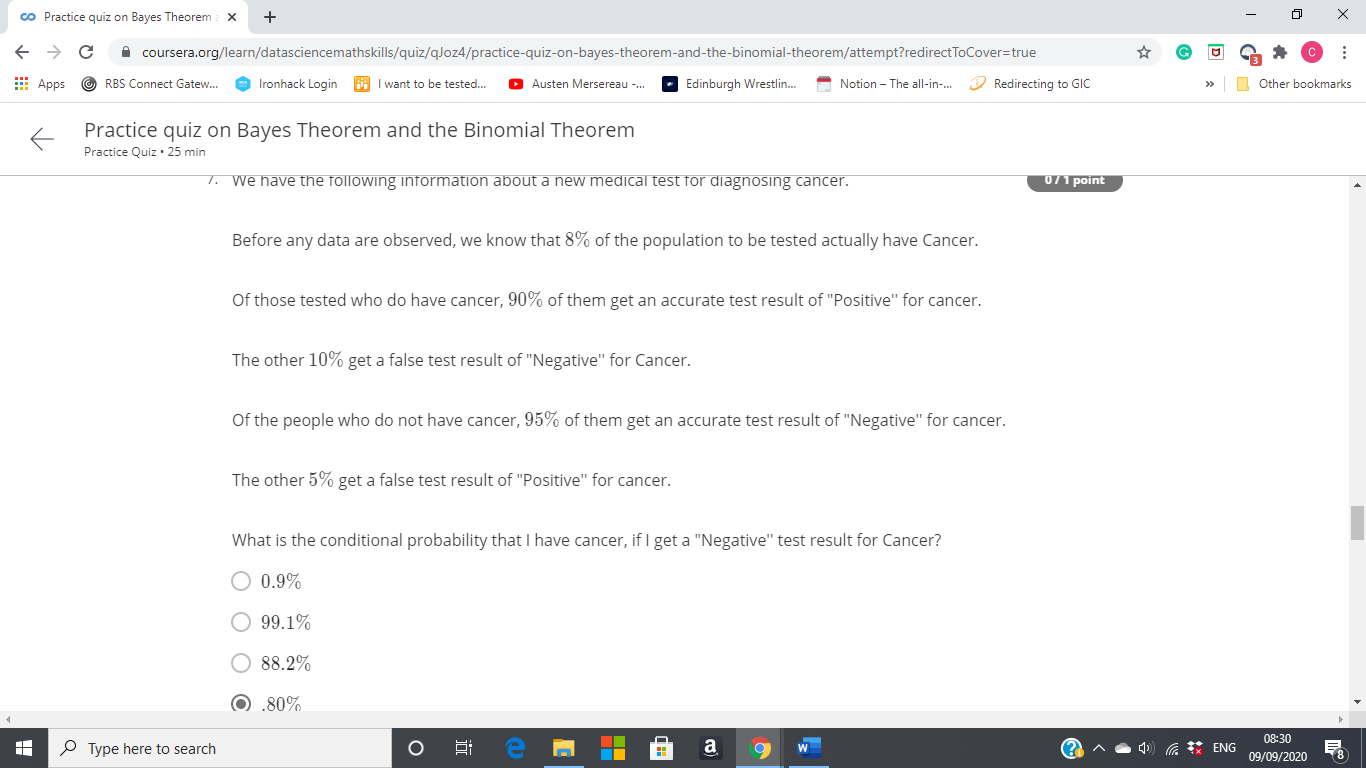 Practice quiz on Bayes Theorem a
coursera.org/learn/datasciencemathskills/quiz/qJoz4/practice-quiz-on-bayes-theorem-and-the-binomial-theorem/attempt?redirectToCover=true
G
3
C
Apps
RBS Connect Gatew...
Ironhack Login
I want to be tested...
Austen Mersereau -...
Edinburgh Wrestlin...
Notion – The all-in-...
Redirecting to GIC
»
Other bookmarks
Practice quiz on Bayes Theorem and the Binomial Theorem
Practice Quiz • 25 min
7. We have the following information about a new medical test for diagnosing cancer.
0 / 1 point
Before any data are observed, we know that 8% of the population to be tested actually have Cancer.
Of those tested who do have cancer, 90% of them get an accurate test result of "Positive" for cancer.
The other 10% get a false test result of "Negative" for Cancer.
Of the people who do not have cancer, 95% of them get an accurate test result of "Negative" for cancer.
The other 5% get a false test result of "Positive" for cancer.
What is the conditional probability that I have cancer, if I get a "Negative" test result for Cancer?
0.9%
99.1%
88.2%
.80%
Type here to search
ENG
08:30
09/09/2020
8